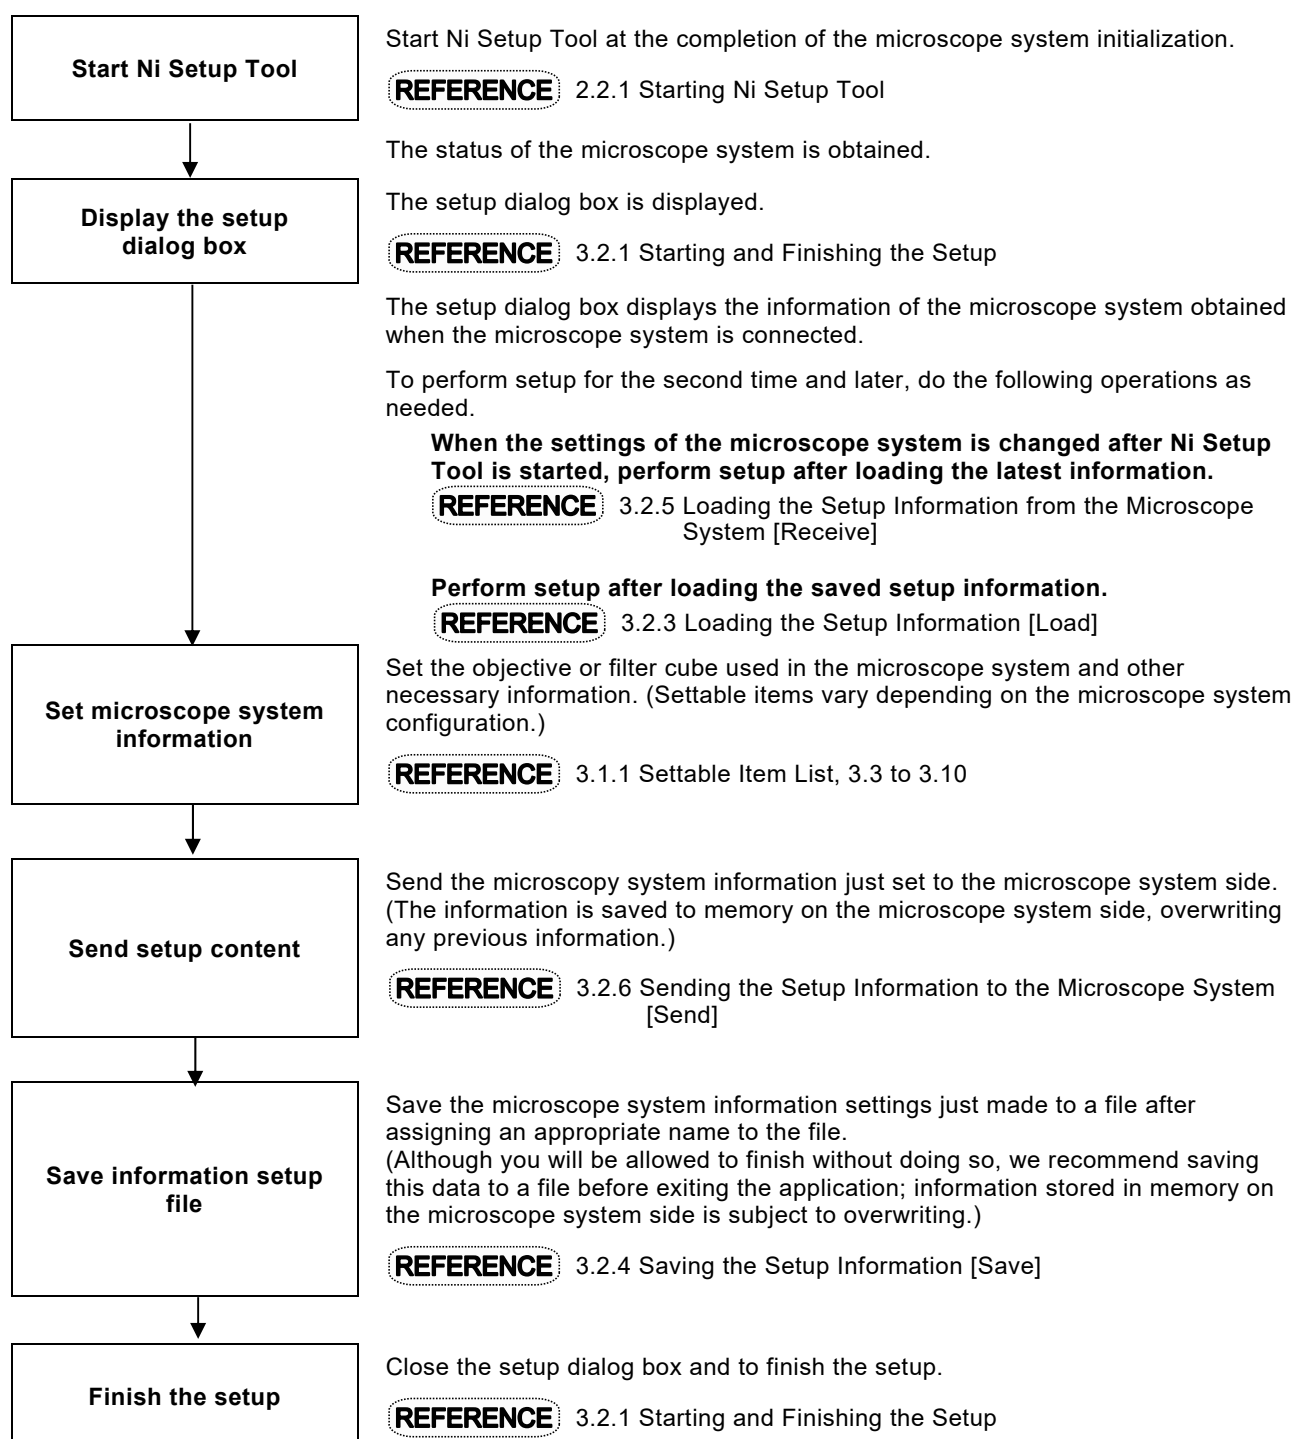 Start Ni Setup Tool
Start Ni Setup Tool at the completion of the microscope system initialization.
REFERENCE 2.2.1 Starting Ni Setup Tool
The status of the microscope system is obtained.
Display the setup
dialog box
The setup dialog box is displayed.
REFERENCE 3.2.1 Starting and Finishing the Setup
The setup dialog box displays the information of the microscope system obtained
when the microscope system is connected.
To perform setup for the second time and later, do the following operations as
needed.
When the settings of the microscope system is changed after Ni Setup
Tool is started, perform setup after loading the latest information.
REFERENCE 3.2.5 Loading the Setup Information from the Microscope
System [Receive]
Perform setup after loading the saved setup information.
REFERENCE 3.2.3 Loading the Setup Information [Load]
Set microscope system
information
Set the objective or filter cube used in the microscope system and other
necessary information. (Settable items vary depending on the microscope system
configuration.)
REFERENCE 3.1.1 Settable Item List, 3.3 to 3.10
Send setup content
Send the microscopy system information just set to the microscope system side.
(The information is saved to memory on the microscope system side, overwriting
any previous information.)
REFERENCE 3.2.6 Sending the Setup Information to the Microscope System
[Send]
Save information setup
file
Save the microscope system information settings just made to a file after
assigning an appropriate name to the file.
(Although you will be allowed to finish without doing so, we recommend saving
this data to a file before exiting the application; information stored in memory on
the microscope system side is subject to overwriting.)
REFERENCE 3.2.4 Saving the Setup Information [Save]
Finish the setup
Close the setup dialog box and to finish the setup.
REFERENCE 3.2.1 Starting and Finishing the Setup